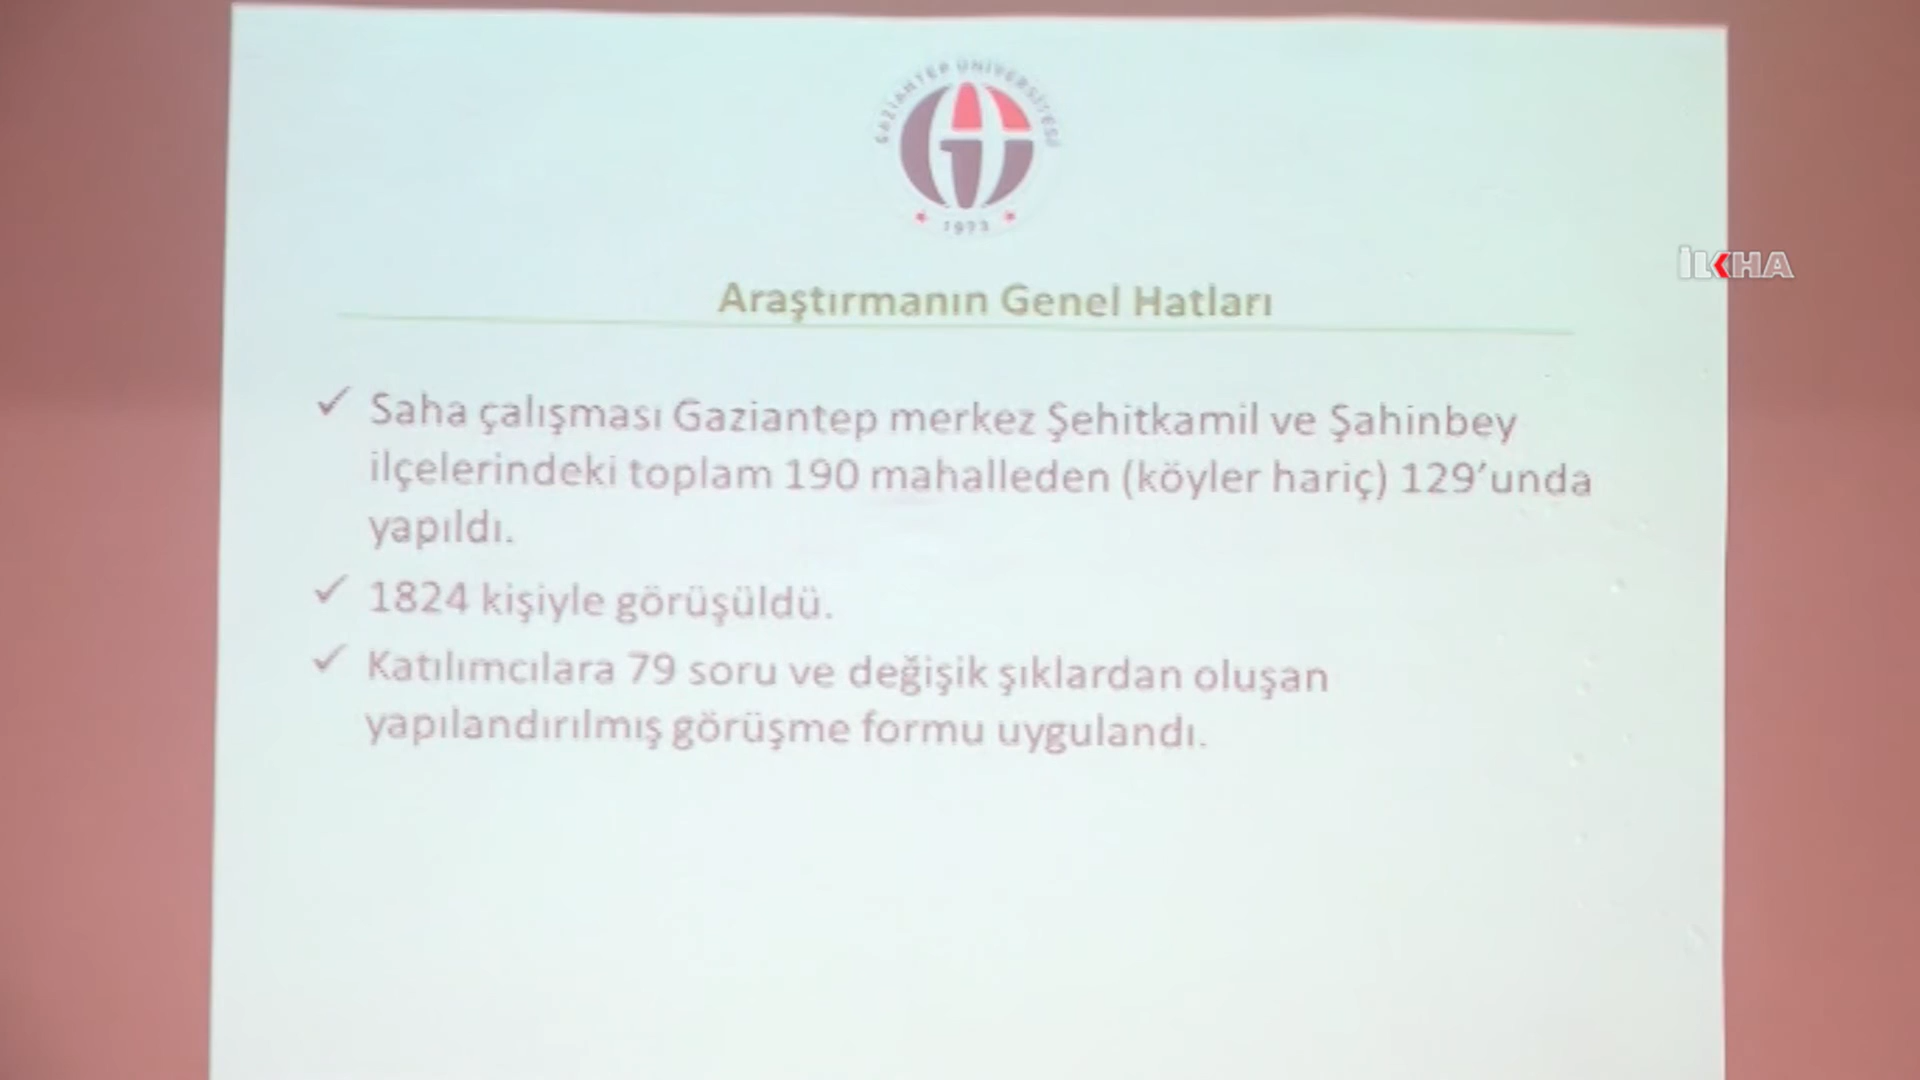 GAZİANTEP ÜNİVERSİTESİ
1973
İLKHA
Araştırmanın Genel Hatları
✓ Saha çalışması Gaziantep merkez Şehitkamil ve Şahinbey
ilçelerindeki toplam 190 mahalleden (köyler hariç) 129’unda
yapıldı.
✓ 1824 kişiyle görüşüldü.
✓ Katılımcılara 79 soru ve değişik şıklardan oluşan
yapılandırılmış görüşme formu uygulandı.